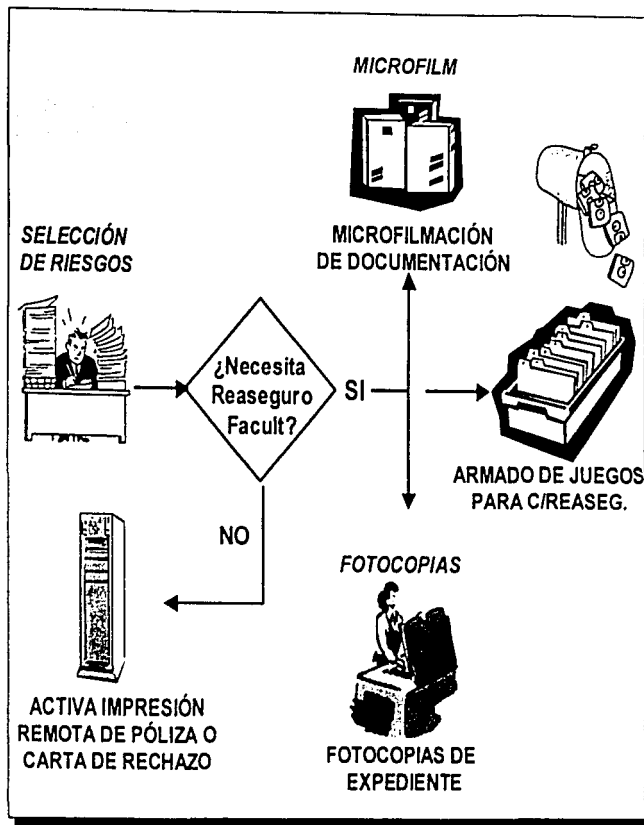 MICROFILM
MICROFILMACIÓN
DE DOCUMENTACIÓN
SELECCIÓN
DE RIESGOS
¿Necesita
Reaseguro
Facult?
SI
NO
ARMADO DE JUEGOS
PARA C/REASEG.
FOTOCOPIAS
FOTOCOPIAS DE
EXPEDIENTE
ACTIVA IMPRESIÓN
REMOTA DE PÓLIZA O
CARTA DE RECHAZO